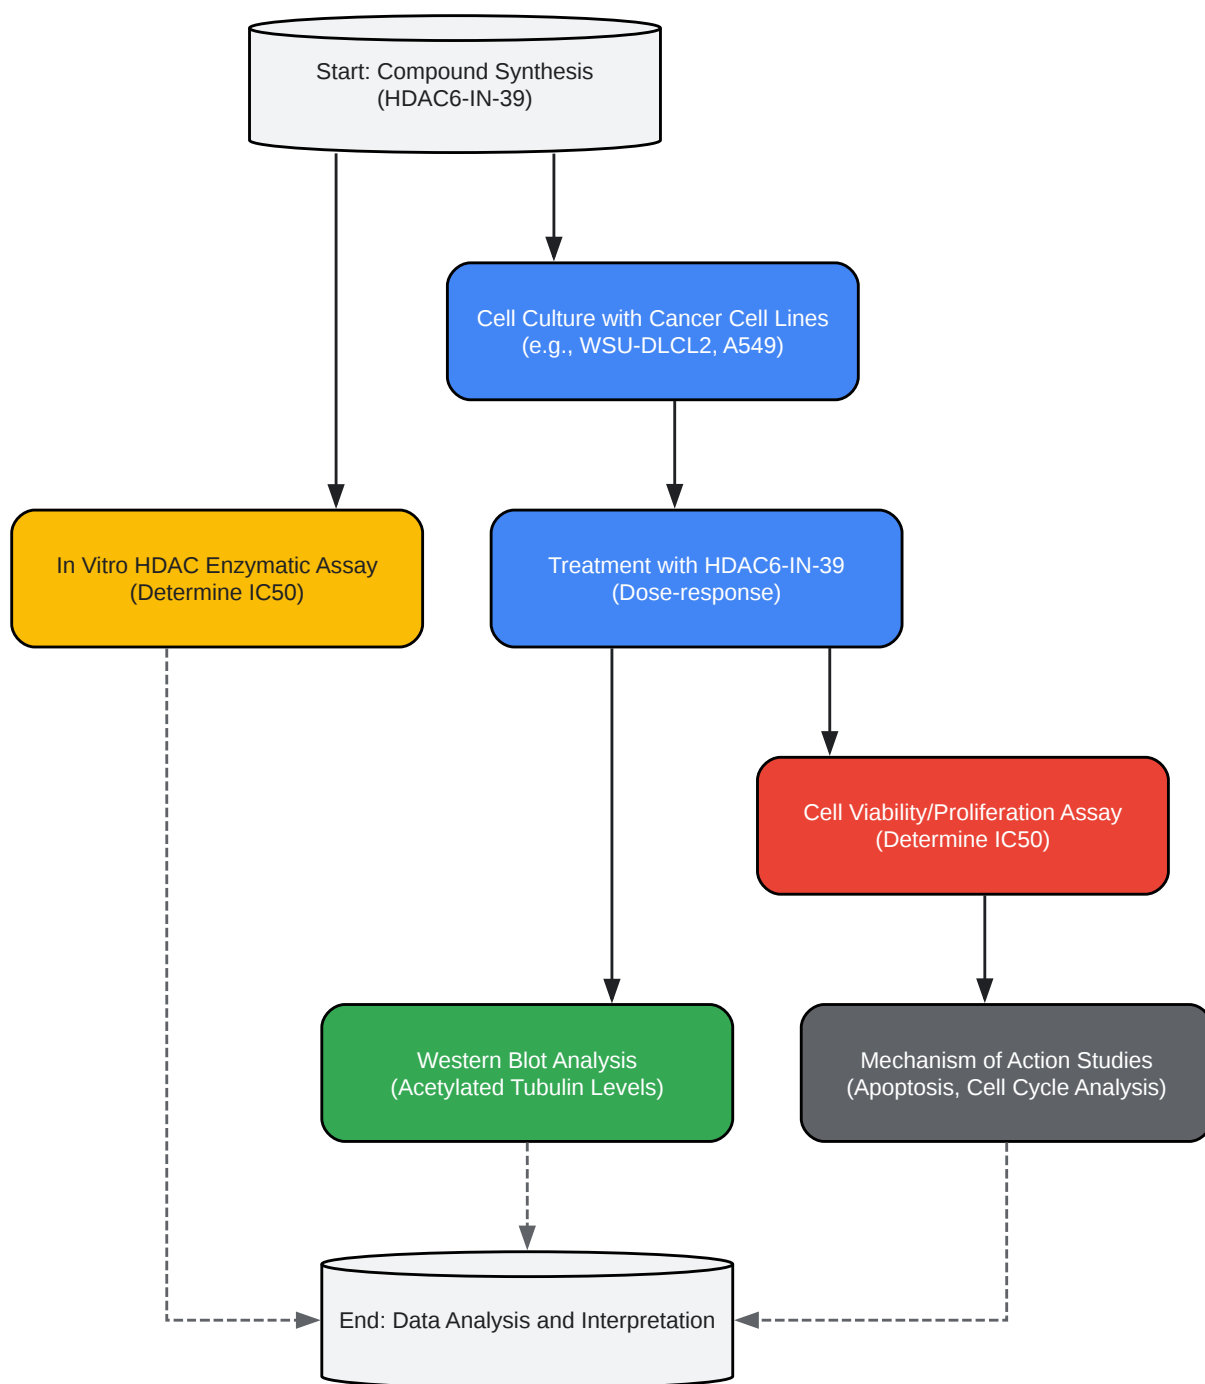 Start: Compound Synthesis
(HDAC6-IN-39)
Cell Culture with Cancer Cell Lines
(e.g., WSU-DLCL2, A549)
In Vitro HDAC Enzymatic Assay
(Determine IC50)
Treatment with HDAC6-IN-39
(Dose-response)
Cell Viability/Proliferation Assay
(Determine IC50)
Western Blot Analysis
(Acetylated Tubulin Levels)
Mechanism of Action Studies
(Apoptosis, Cell Cycle Analysis)
End: Data Analysis and Interpretation